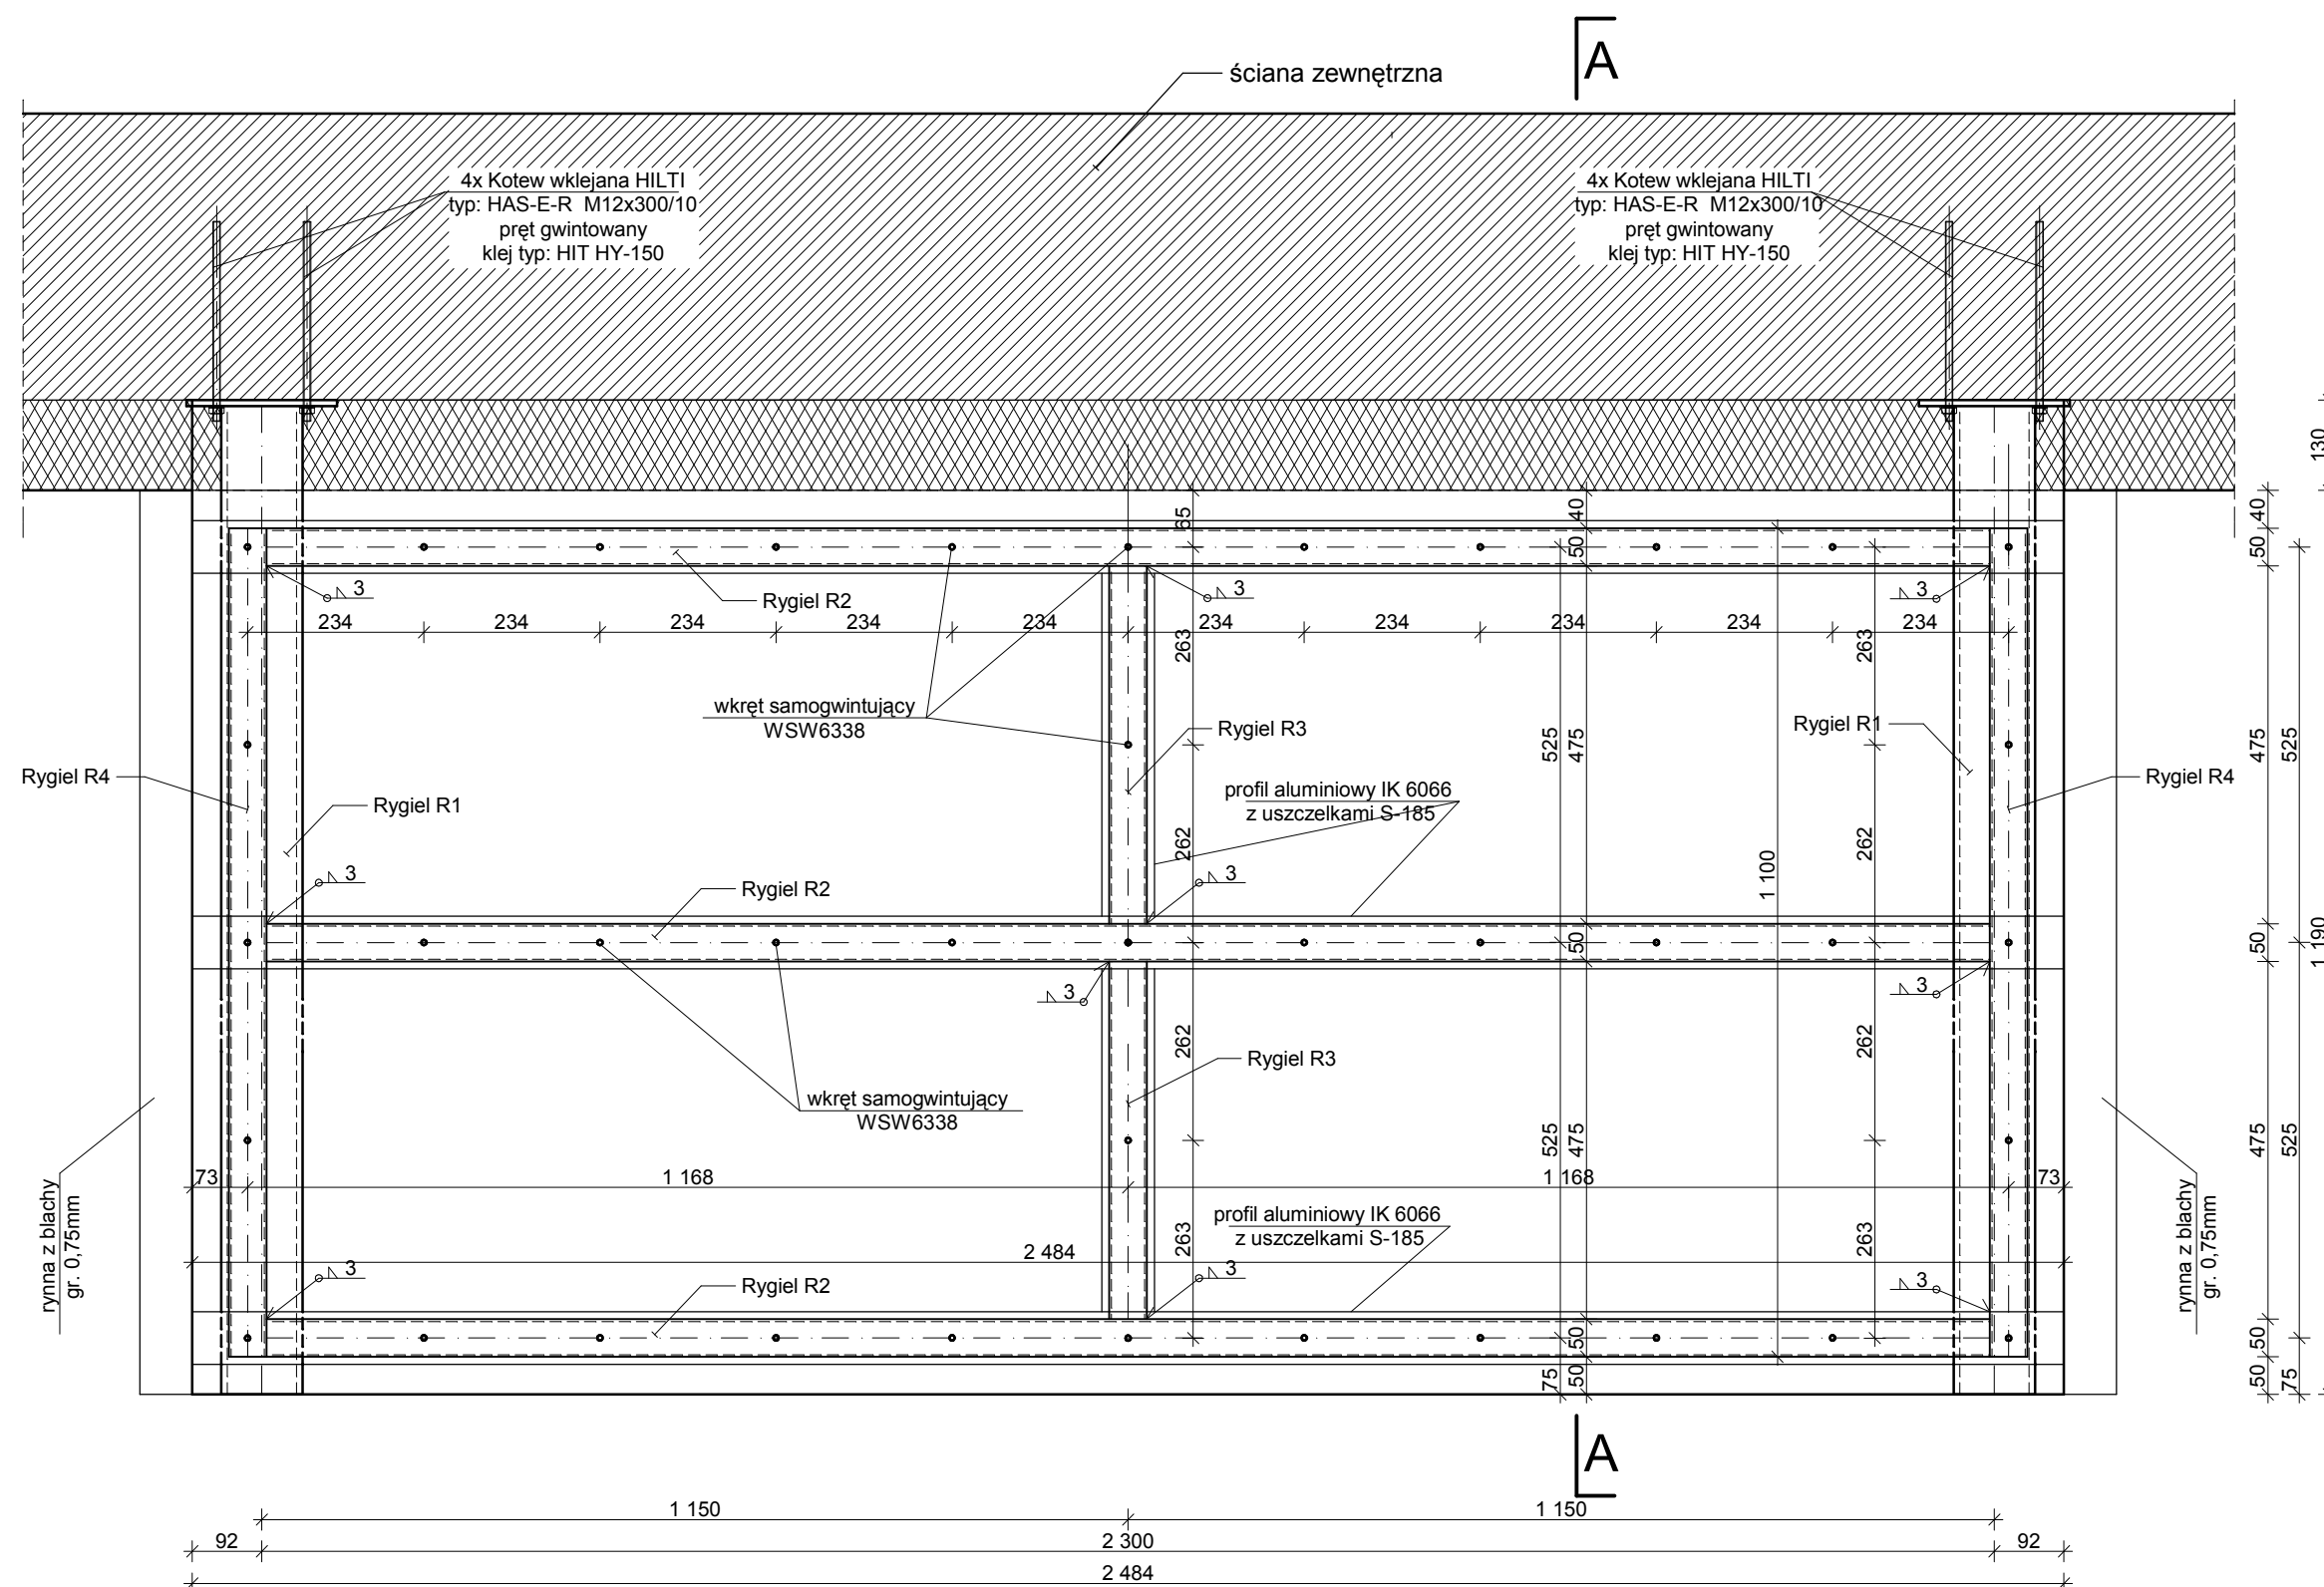 A
ściana zewnętrzna
4x Kotew wklejana HILTI
typ: HAS-E-R M12x300/10
pręt gwintowany
klej typ: HIT HY-150
4x Kotew wklejana HILTI
typ: HAS-E-R M12x300/10
pręt gwintowany
klej typ: HIT HY-150
130
65
40
40
50
50
3
Rygiel R2
3
3
234 234 234 234 234 234 234 234 234 234
263
263
wkręt samogwintujący
WSW6338
Rygiel R3
Rygiel R1
525
475
475
525
Rygiel R4
Rygiel R4
Rygiel R1
profil aluminiowy IK 6066
z uszczelkami S-185
262
262
1 100
3
3
Rygiel R2
50
50
1 190
3
3
262
262
Rygiel R3
wkręt samogwintujący
WSW6338
525
475
475
525
73
1 168
1 168
73
rynna z blachy
gr. 0,75mm
rynna z blachy
gr. 0,75mm
profil aluminiowy IK 6066
z uszczelkami S-185
263
263
2 484
3
3
3
Rygiel R2
50
50
75
50
50
75
A
1 150
1 150
92
2 300
92
2 484